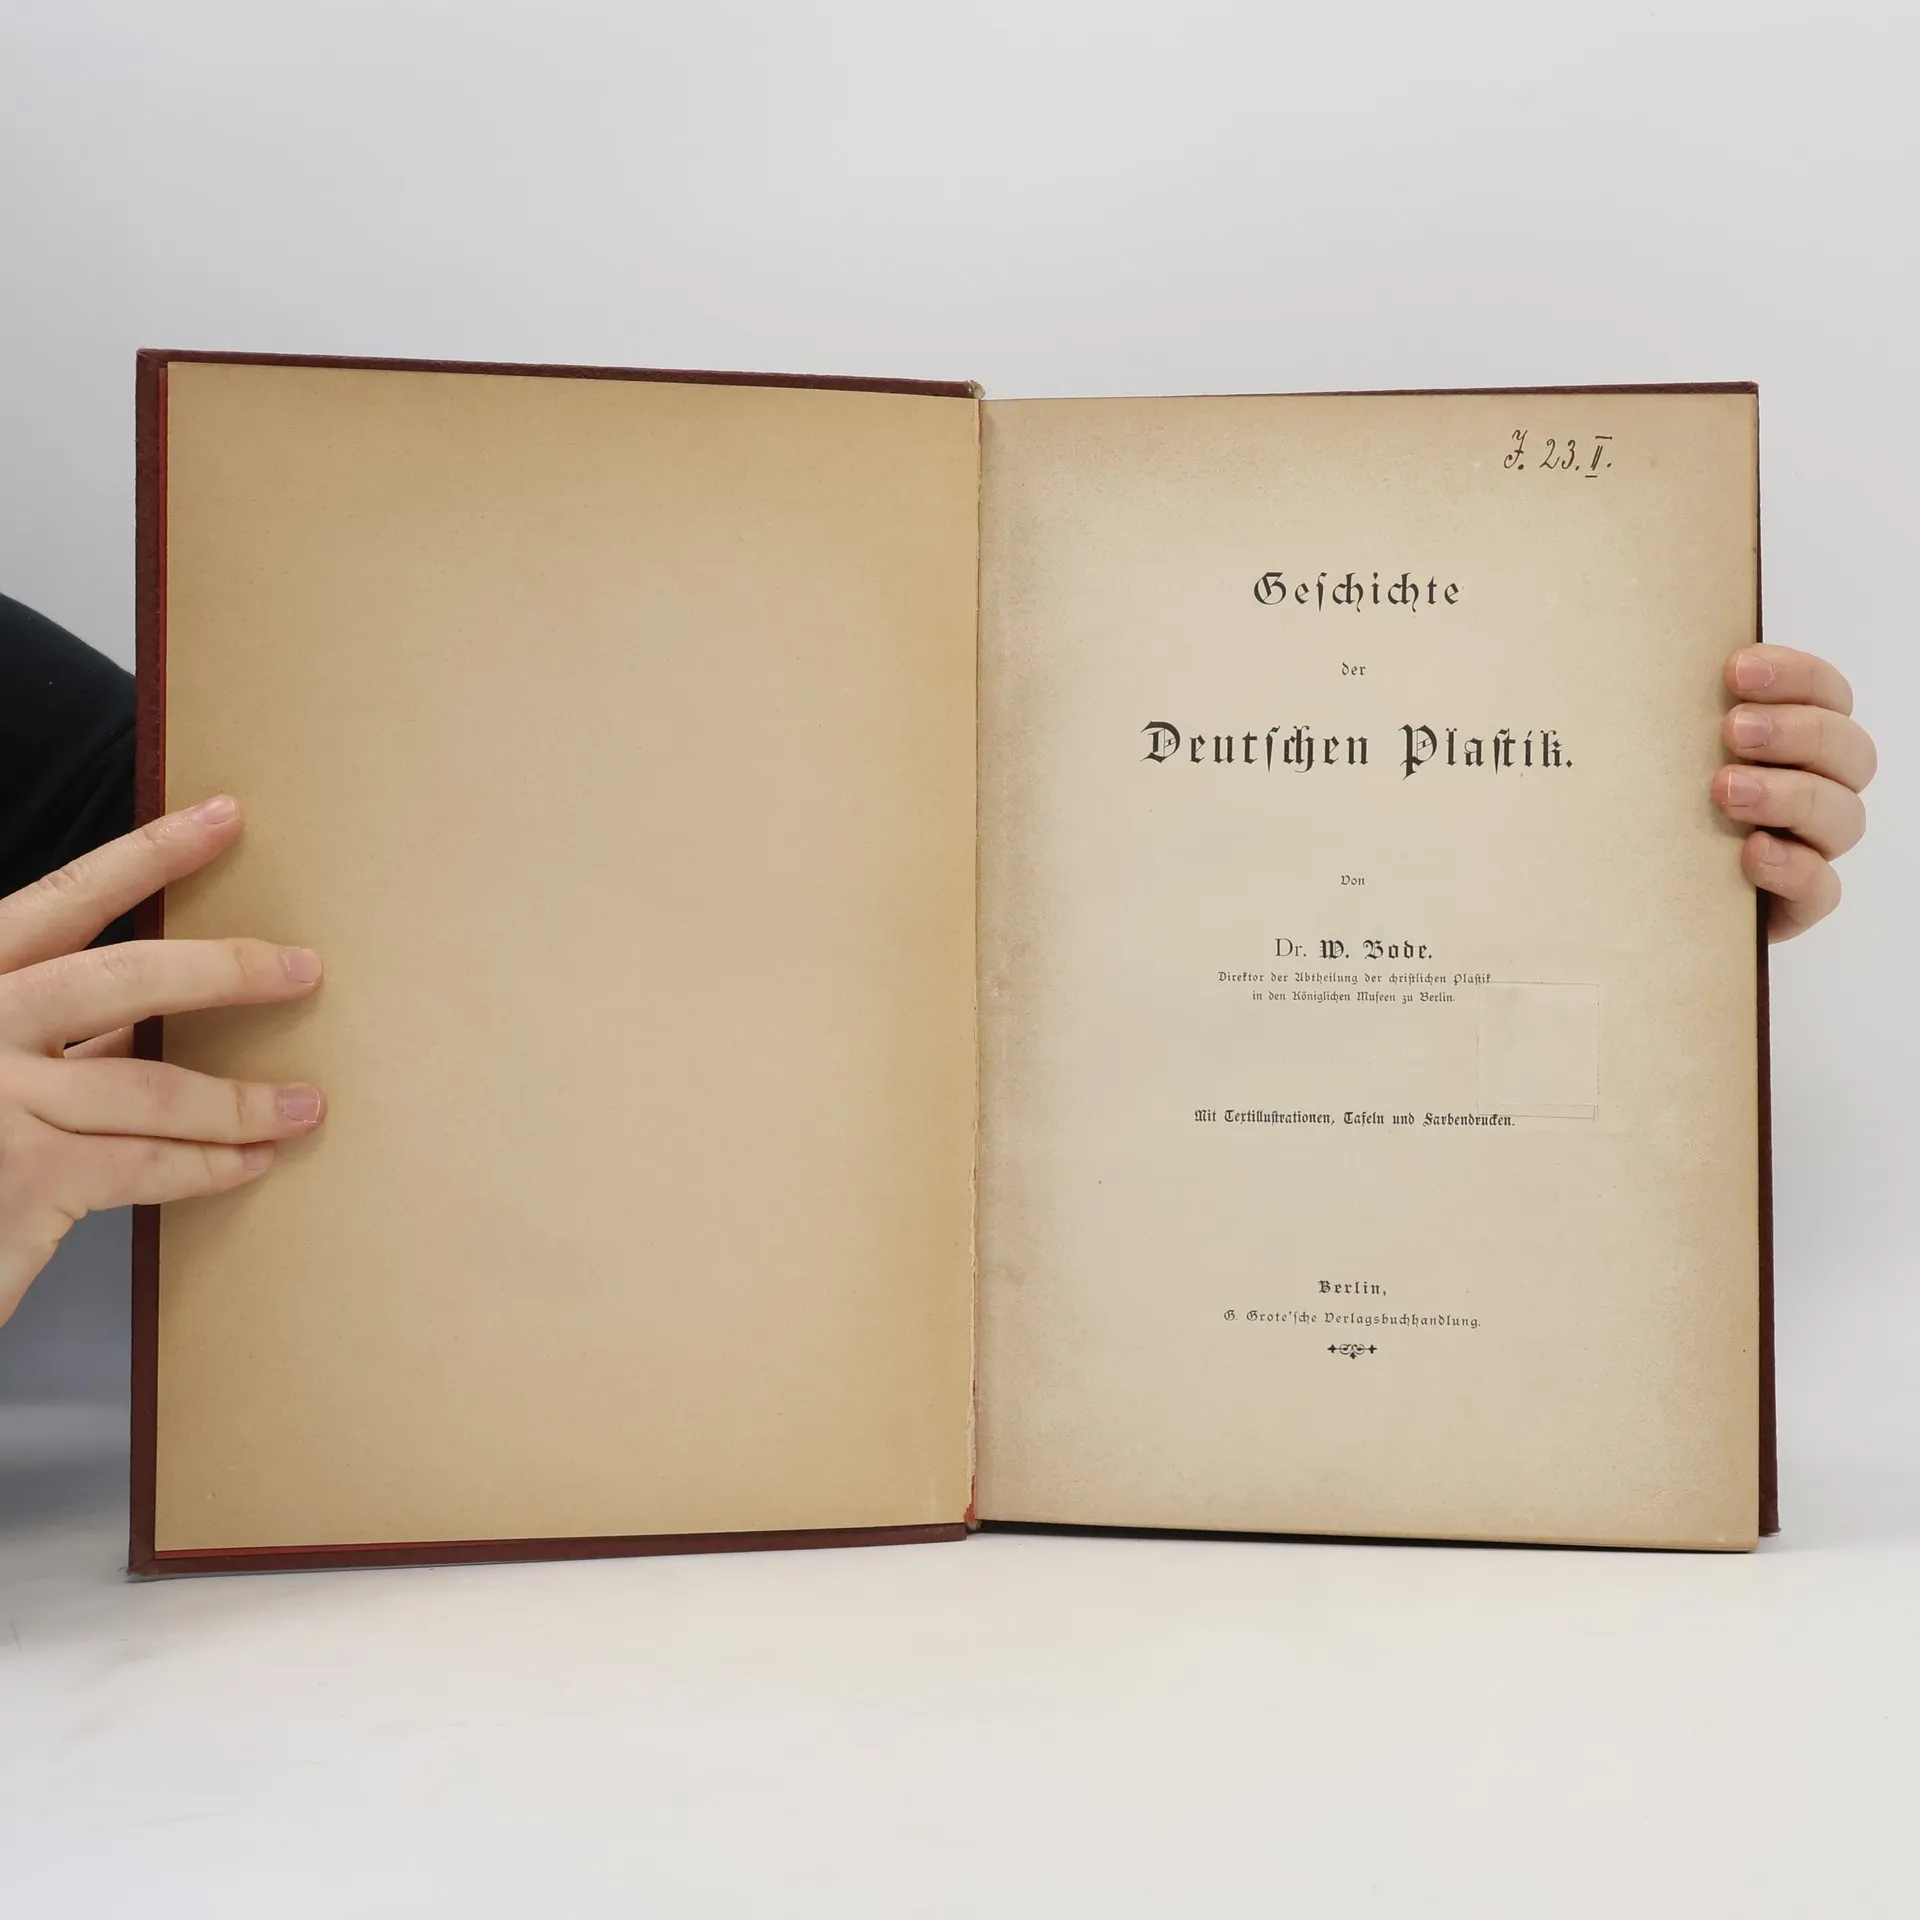 J. 23. II.
Geſchichte
der
Deutſchen Plaſtik.
Von
Dr. W. Bode.
Direktor der Abtheilung der chriſtlichen Plaſtik
in den Königlichen Muſeen zu Berlin.
Mit Textilluſtrationen, Tafeln und Farbendrucken.
Berlin,
G. Grote'ſche Verlagsbuchhandlung.